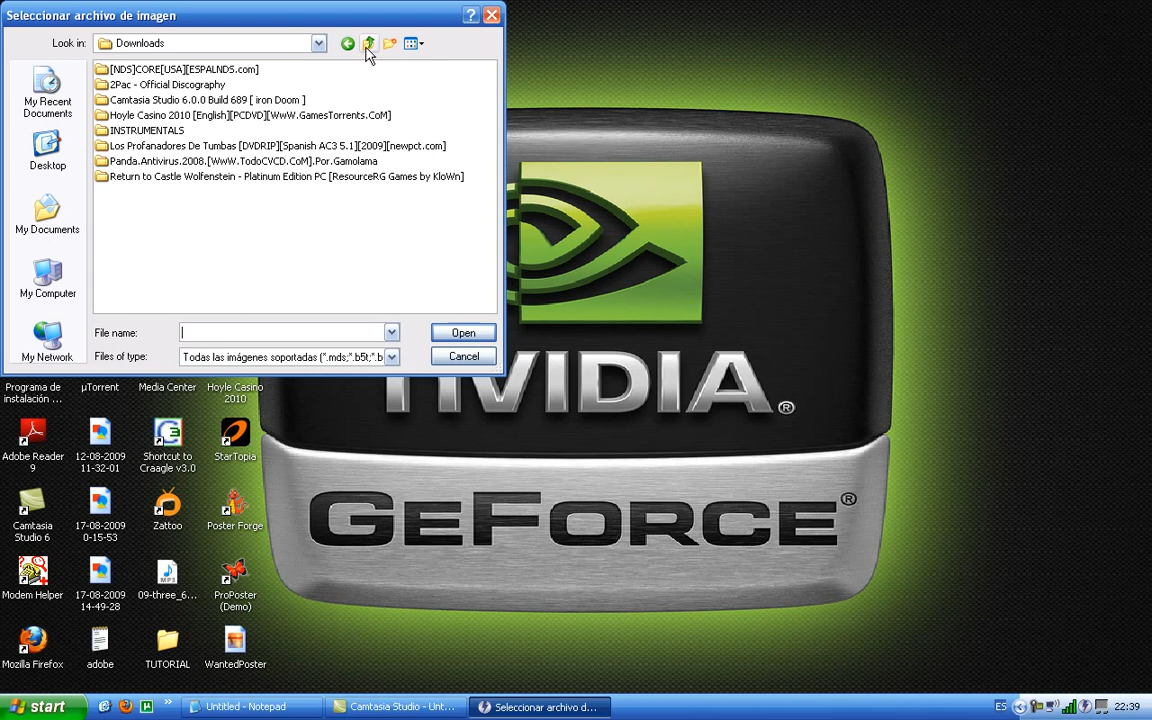 Seleccionar archivo de imagen
Look in:
Downloads
[NDS]CORE[USA][ESPALNDS.com]
2Pac - Official Discography
Camtasia Studio 6.0.0 Build 689 [ iron Doom ]
Hoyle Casino 2010 [English][PCDVD][WwW.GamesTorrents.CoM]
INSTRUMENTALS
Los Profanadores De Tumbas [DVDRIP][Spanish AC3 5.1][2009][newpct.com]
Panda.Antivirus.2008.[WwW.TodoCVCD.CoM].Por.Gamolama
Return to Castle Wolfenstein - Platinum Edition PC [ResourceRG Games by KloWn]
My Recent
Documents
Desktop
My Documents
My Computer
My Network
File name:
Open
Files of type:
Todas las imágenes soportadas (*.mds;*.b5t;*.b
Cancel
Programa de
instalación ...
µTorrent
Media Center
Hoyle Casino
2010
Adobe Reader
9
12-08-2009
11-32-01
Shortcut to
Craagle v3.0
StarTopia
Camtasia
Studio 6
17-08-2009
0-15-53
Zattoo
Poster Forge
Modem Helper
17-08-2009
14-49-28
MP3
09-three_6...
ProPoster
(Demo)
Mozilla Firefox
adobe
TUTORIAL
WantedPoster
NVIDIA®
GEFORCE®
start
Untitled - Notepad
Camtasia Studio - Unt...
Seleccionar archivo d...
ES
22:39